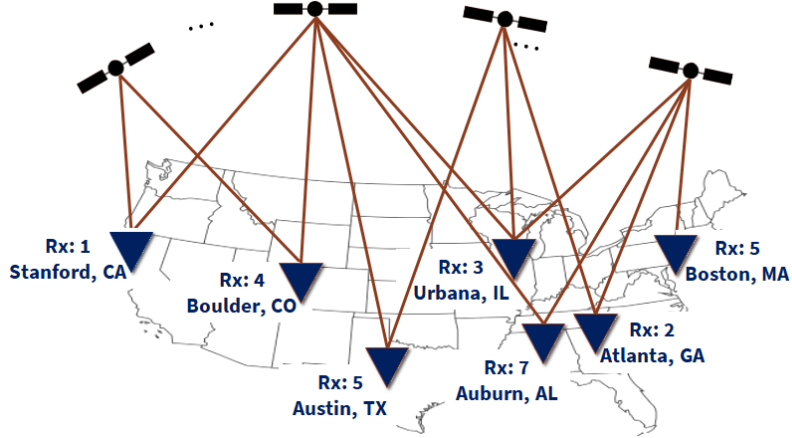 Rx: 1
Stanford, CA
Rx: 4
Boulder, CO
Rx: 5
Austin, TX
Rx: 3
Urbana, IL
Rx: 7
Auburn, AL
Rx: 2
Atlanta, GA
Rx: 5
Boston, MA